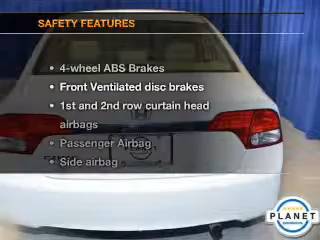 SAFETY FEATURES
• 4-wheel ABS Brakes
• Front Ventilated disc brakes
• 1st and 2nd row curtain head
airbags
• Passenger Airbag
• Side airbag
PLANET